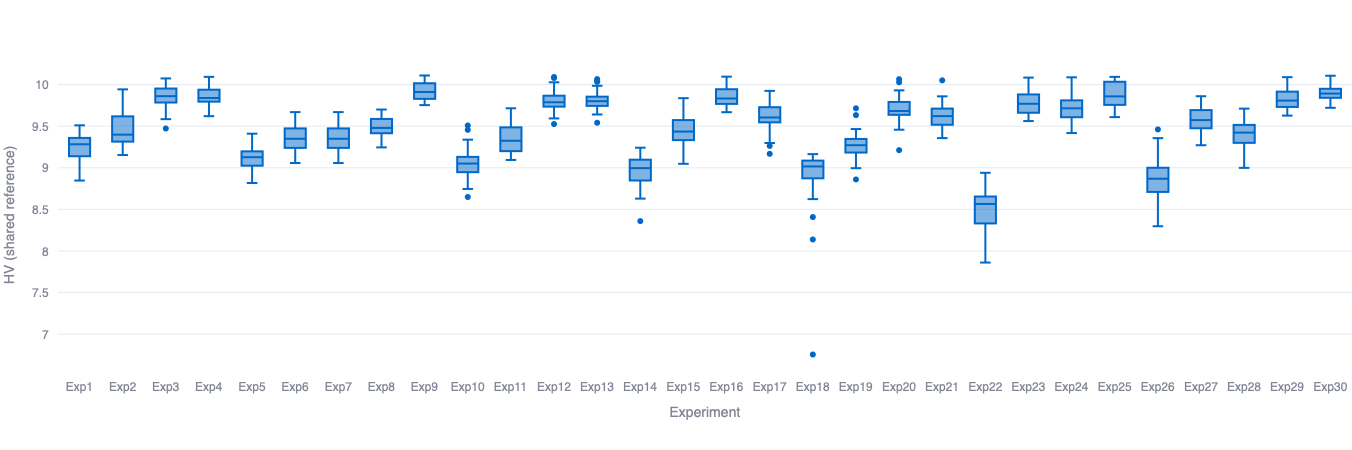 HV (shared reference)
10
9.5
9
8.5
8
7.5
7
Exp1 Exp2 Exp3 Exp4 Exp5 Exp6 Exp7 Exp8 Exp9 Exp10 Exp11 Exp12 Exp13 Exp14 Exp15 Exp16 Exp17 Exp18 Exp19 Exp20 Exp21 Exp22 Exp23 Exp24 Exp25 Exp26 Exp27 Exp28 Exp29 Exp30
Experiment